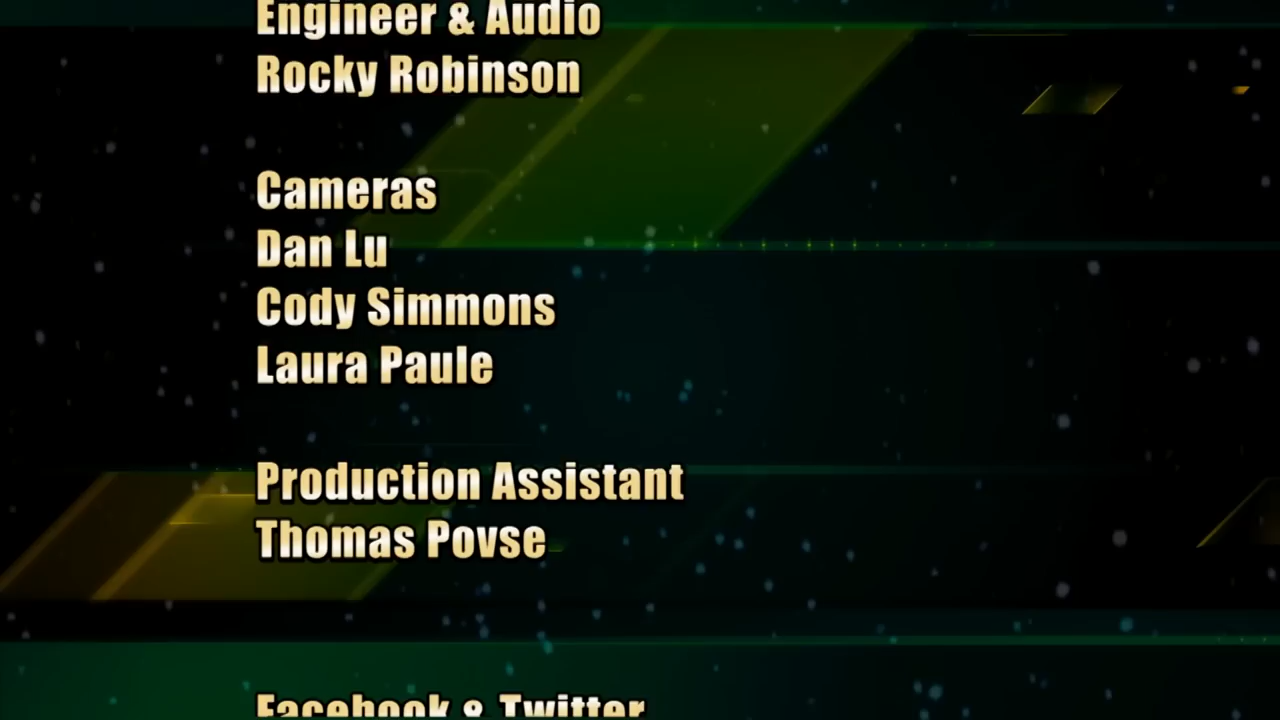 Engineer & Audio
Rocky Robinson
Cameras
Dan Lu
Cody Simmons
Laura Paule
Production Assistant
Thomas Povse
Facebook & Twitter